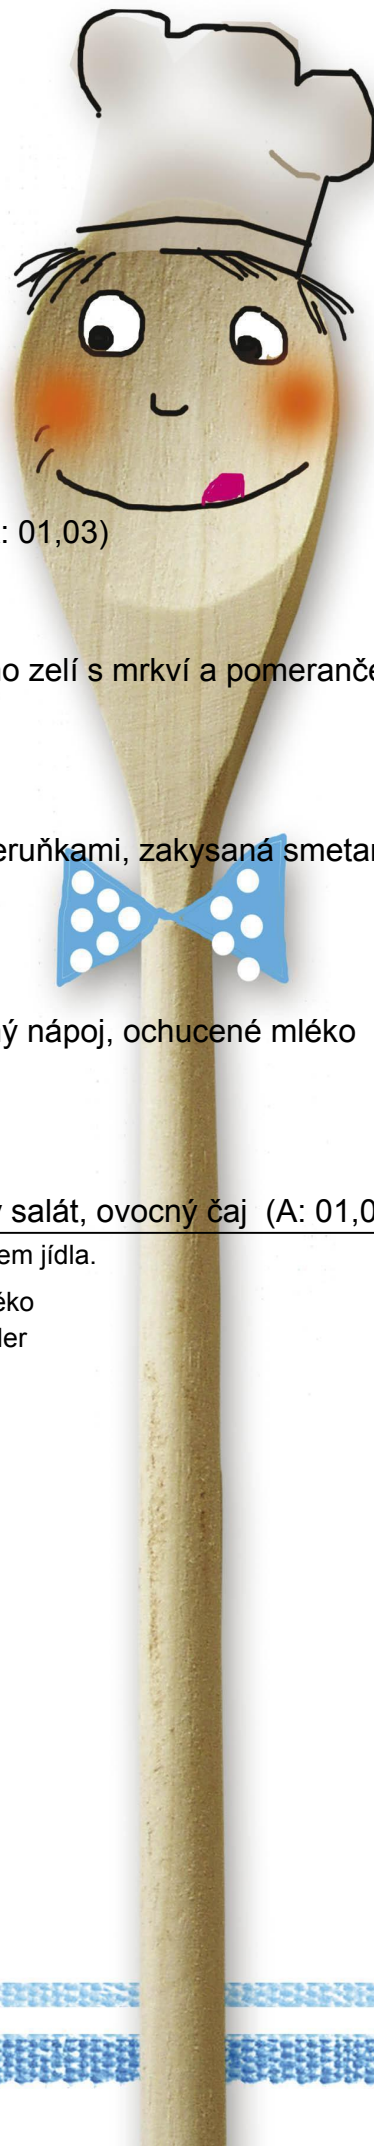 : 01,03)
o zelí s mrkví a pomeranče
eruňkami, zakysaná smetan
ý nápoj, ochucené mléko
salát, ovocný čaj (A: 01,0
em jídla.
éko
ler